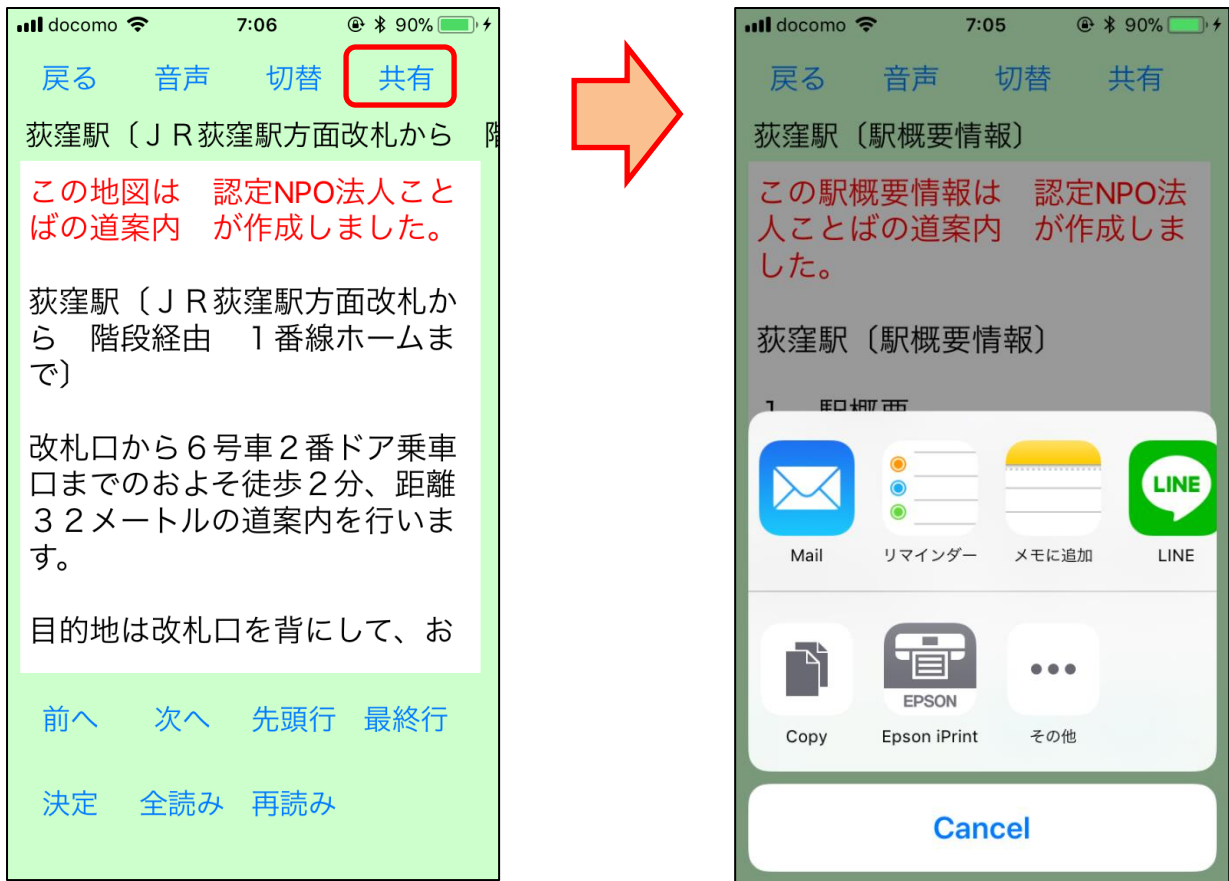 docomo 7:06 90%
戻る 音声 切替 共有
荻窪駅〔ＪＲ荻窪駅方面改札から　階
この地図は　認定NPO法人こと
ばの道案内　が作成しました。
荻窪駅〔ＪＲ荻窪駅方面改札か
ら　階段経由　１番線ホームま
で〕
改札口から６号車２番ドア乗車
口までのおよそ徒歩２分、距離
３２メートルの道案内を行いま
す。
目的地は改札口を背にして、お
前へ 次へ 先頭行 最終行
決定 全読み 再読み
docomo 7:05 90%
戻る 音声 切替 共有
荻窪駅〔駅概要情報〕
この駅概要情報は　認定NPO法
人ことばの道案内　が作成しま
した。
荻窪駅〔駅概要情報〕
１　駅概要
LINE
Mail リマインダー メモに追加 LINE
EPSON
Copy Epson iPrint その他
Cancel